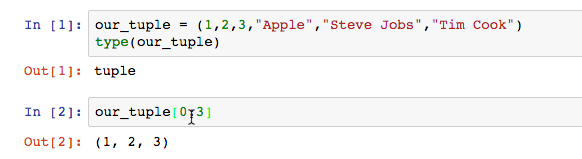 In [1]: our_tuple = (1,2,3,"Apple","Steve Jobs","Tim Cook")
type(our_tuple)
Out[1]: tuple
In [2]: our_tuple[0:3]
Out[2]: (1, 2, 3)